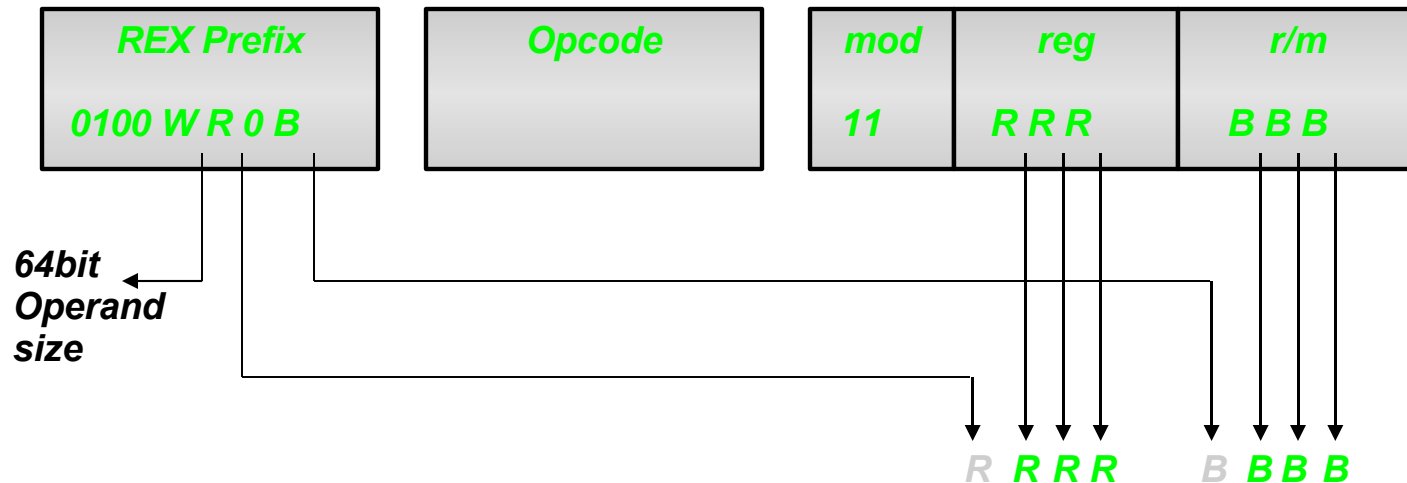 REX Prefix
0100 W R 0 B
Opcode
mod
11
reg
R R R
r/m
B B B
64bit
Operand
size
R R R R
B B B B